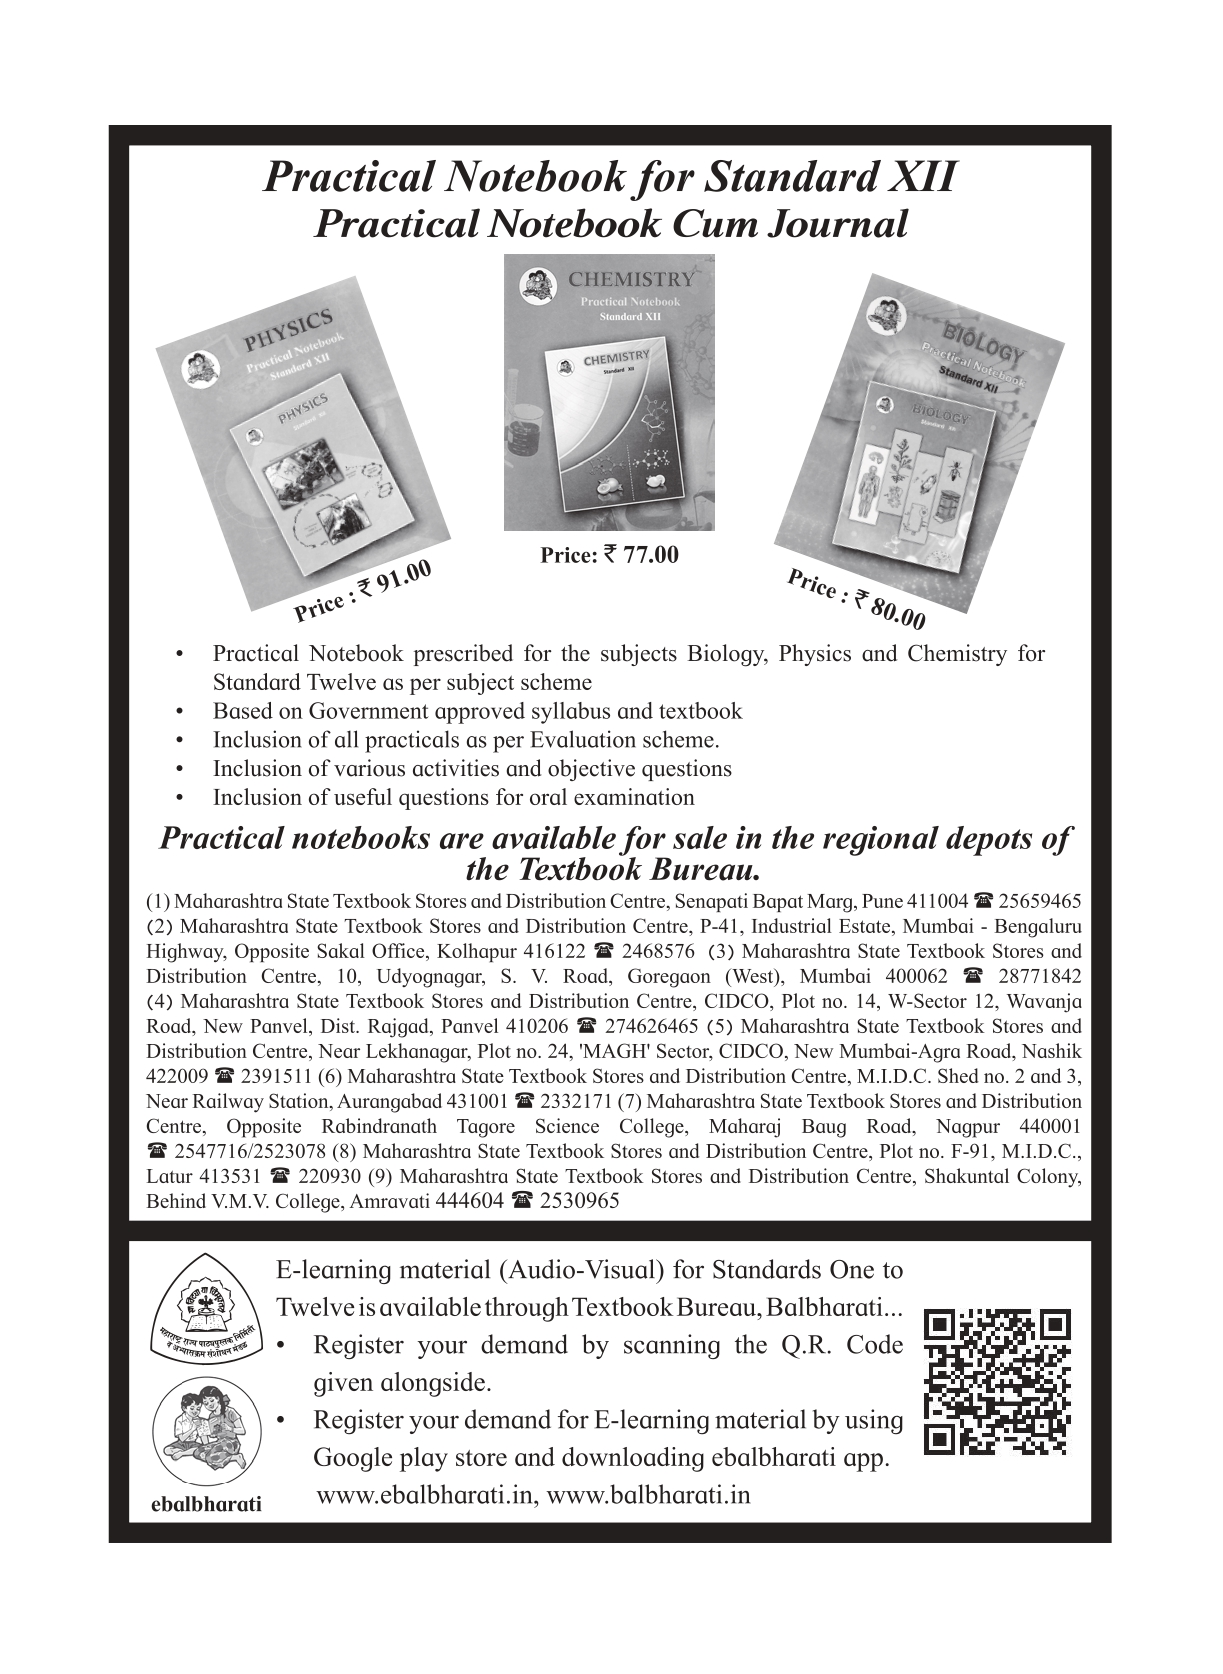 Practical Notebook for Standard XII
Practical Notebook Cum Journal
PHYSICS
Practical Notebook
Standard XII
PHYSICS
Standard XII
Price : ₹ 91.00
CHEMISTRY
Practical Notebook
Standard XII
CHEMISTRY
Standard XII
Price: ₹ 77.00
BIOLOGY
Practical Notebook
Standard XII
BIOLOGY
Standard XII
Price : ₹ 80.00
• Practical Notebook prescribed for the subjects Biology, Physics and Chemistry for
Standard Twelve as per subject scheme
• Based on Government approved syllabus and textbook
• Inclusion of all practicals as per Evaluation scheme.
• Inclusion of various activities and objective questions
• Inclusion of useful questions for oral examination
Practical notebooks are available for sale in the regional depots of
the Textbook Bureau.
(1) Maharashtra State Textbook Stores and Distribution Centre, Senapati Bapat Marg, Pune 411004 ☎ 25659465
(2) Maharashtra State Textbook Stores and Distribution Centre, P-41, Industrial Estate, Mumbai - Bengaluru
Highway, Opposite Sakal Office, Kolhapur 416122 ☎ 2468576 (3) Maharashtra State Textbook Stores and
Distribution Centre, 10, Udyognagar, S. V. Road, Goregaon (West), Mumbai 400062 ☎ 28771842
(4) Maharashtra State Textbook Stores and Distribution Centre, CIDCO, Plot no. 14, W-Sector 12, Wavanja
Road, New Panvel, Dist. Rajgad, Panvel 410206 ☎ 274626465 (5) Maharashtra State Textbook Stores and
Distribution Centre, Near Lekhanagar, Plot no. 24, 'MAGH' Sector, CIDCO, New Mumbai-Agra Road, Nashik
422009 ☎ 2391511 (6) Maharashtra State Textbook Stores and Distribution Centre, M.I.D.C. Shed no. 2 and 3,
Near Railway Station, Aurangabad 431001 ☎ 2332171 (7) Maharashtra State Textbook Stores and Distribution
Centre, Opposite Rabindranath Tagore Science College, Maharaj Baug Road, Nagpur 440001
☎ 2547716/2523078 (8) Maharashtra State Textbook Stores and Distribution Centre, Plot no. F-91, M.I.D.C.,
Latur 413531 ☎ 220930 (9) Maharashtra State Textbook Stores and Distribution Centre, Shakuntal Colony,
Behind V.M.V. College, Amravati 444604 ☎ 2530965
महाराष्ट्र राज्य पाठ्यपुस्तक निर्मिती
व अभ्यासक्रम संशोधन मंडळ
ebalbharati
E-learning material (Audio-Visual) for Standards One to
Twelve is available through Textbook Bureau, Balbharati...
• Register your demand by scanning the Q.R. Code
given alongside.
• Register your demand for E-learning material by using
Google play store and downloading ebalbharati app.
www.ebalbharati.in, www.balbharati.in